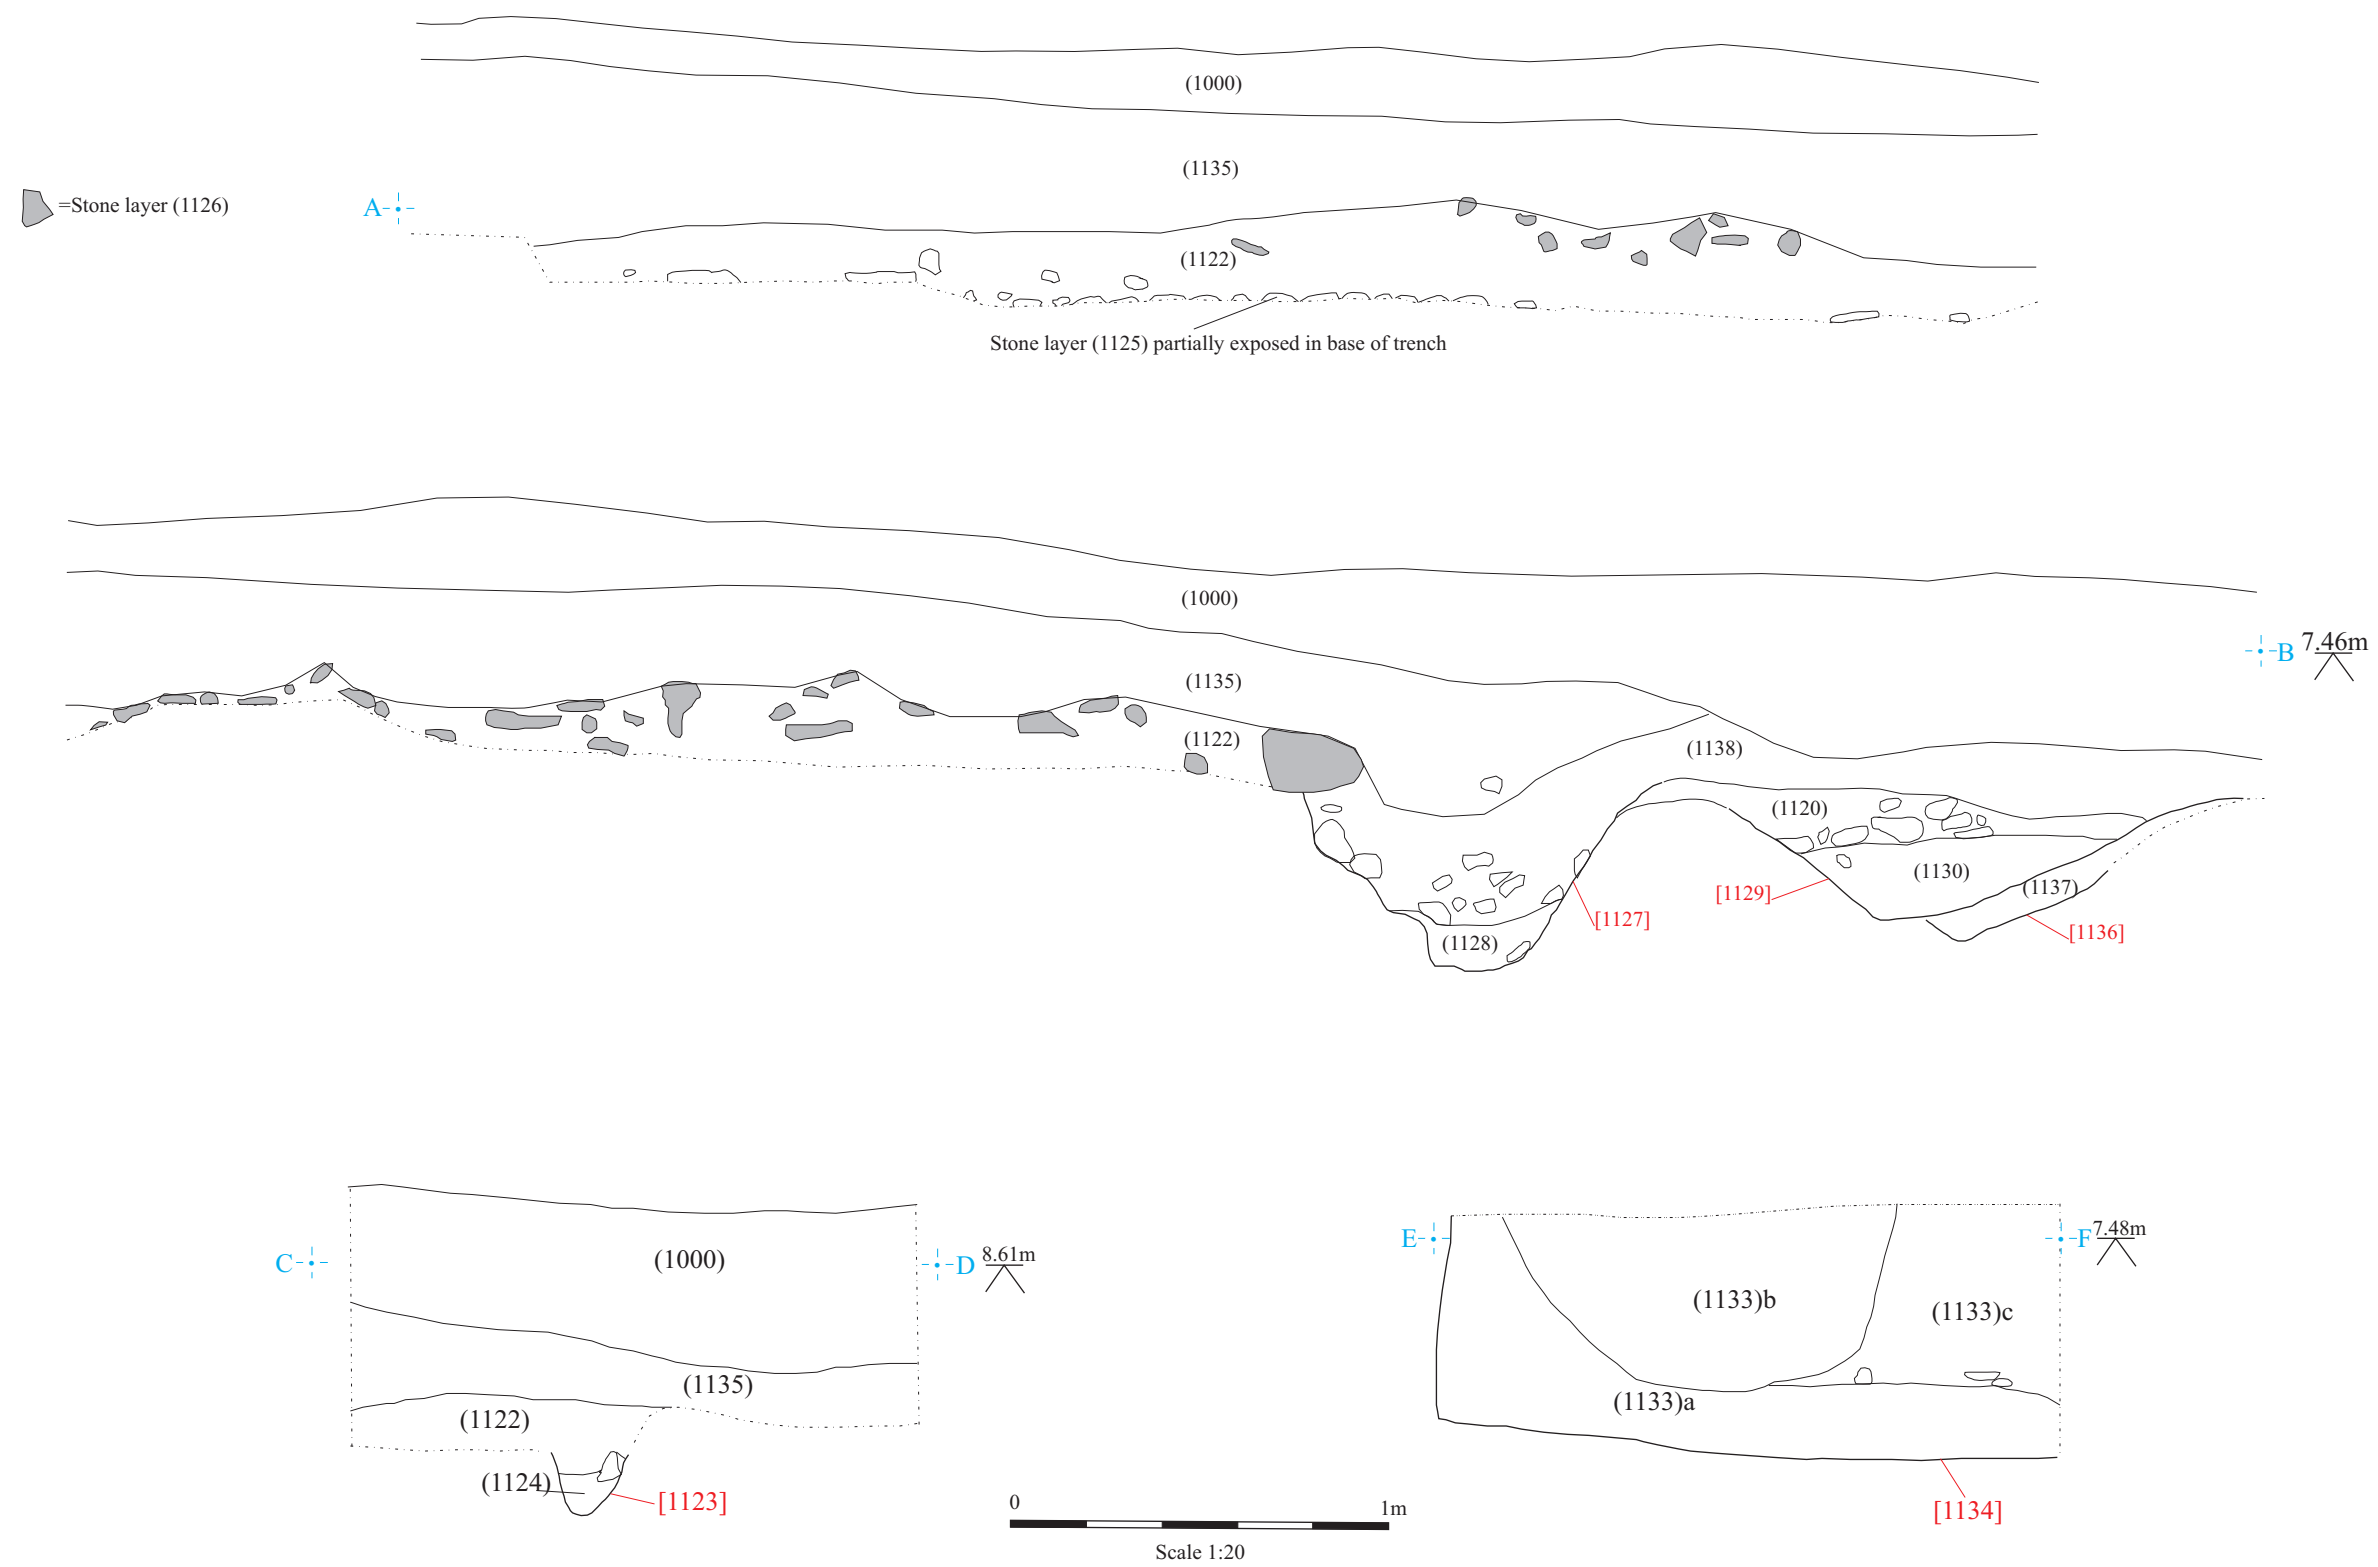 (1000)
(1135)
=Stone layer (1126)
A
(1122)
Stone layer (1125) partially exposed in base of trench
(1000)
B 7.46m
(1135)
(1122)
(1138)
(1120)
(1130)
(1137)
[1129]
[1127]
[1136]
(1128)
C
(1000)
D 8.61m
(1135)
(1122)
(1124)
[1123]
E
F 7.48m
(1133)b
(1133)c
(1133)a
[1134]
0 1m
Scale 1:20